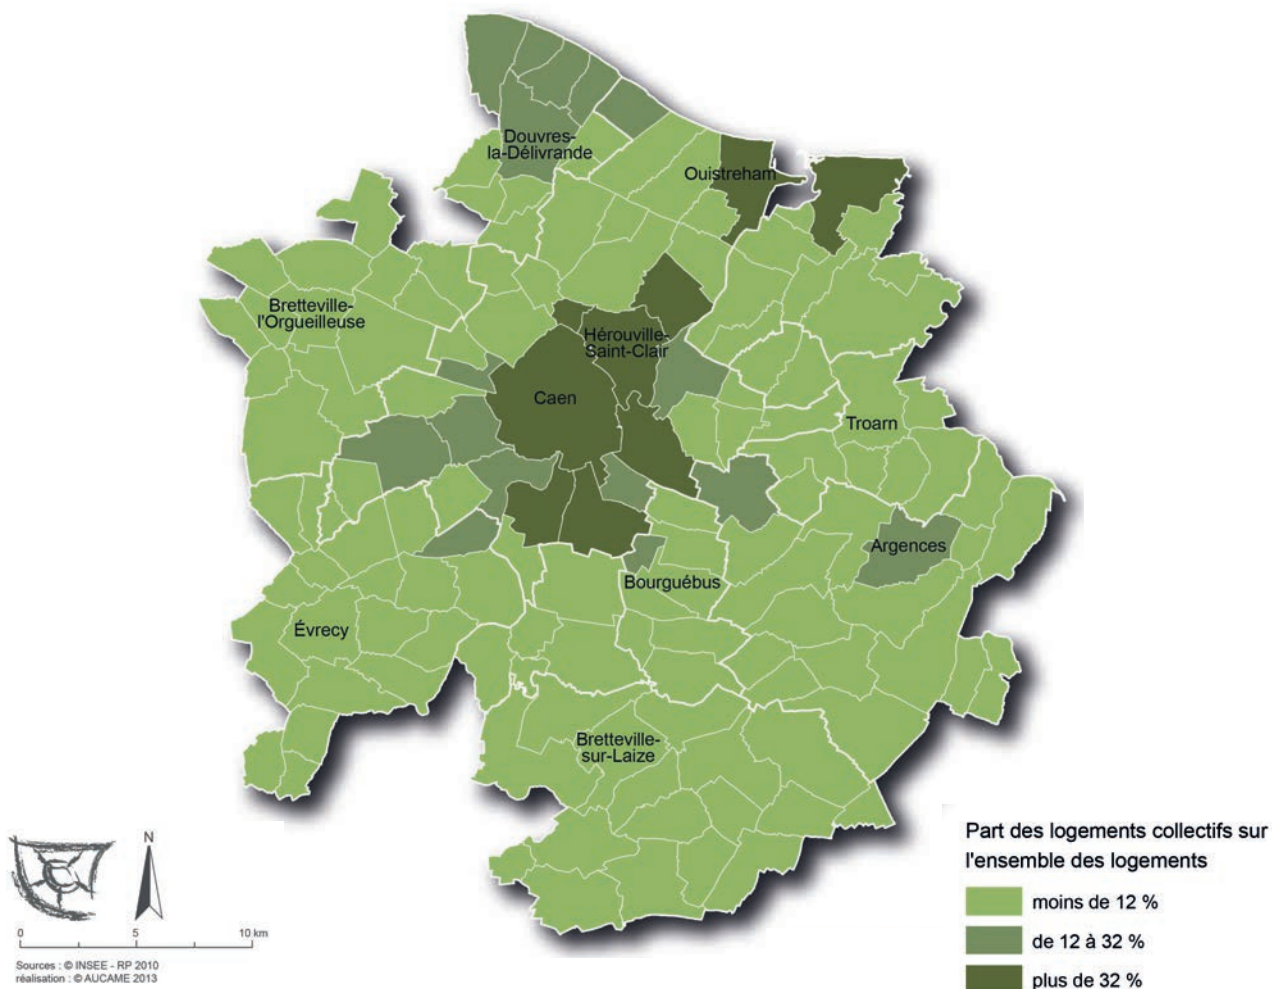 Douvres-
la-Délivrande
Ouistreham
Bretteville-
l'Orgueilleuse
Hérouville-
Saint-Clair
Caen
Troarn
Argences
Bourguébus
Évrecy
Bretteville-
sur-Laize
N
0 5 10 km
Sources : © INSEE - RP 2010
réalisation : © AUCAME 2013
Part des logements collectifs sur
l'ensemble des logements
moins de 12 %
de 12 à 32 %
plus de 32 %